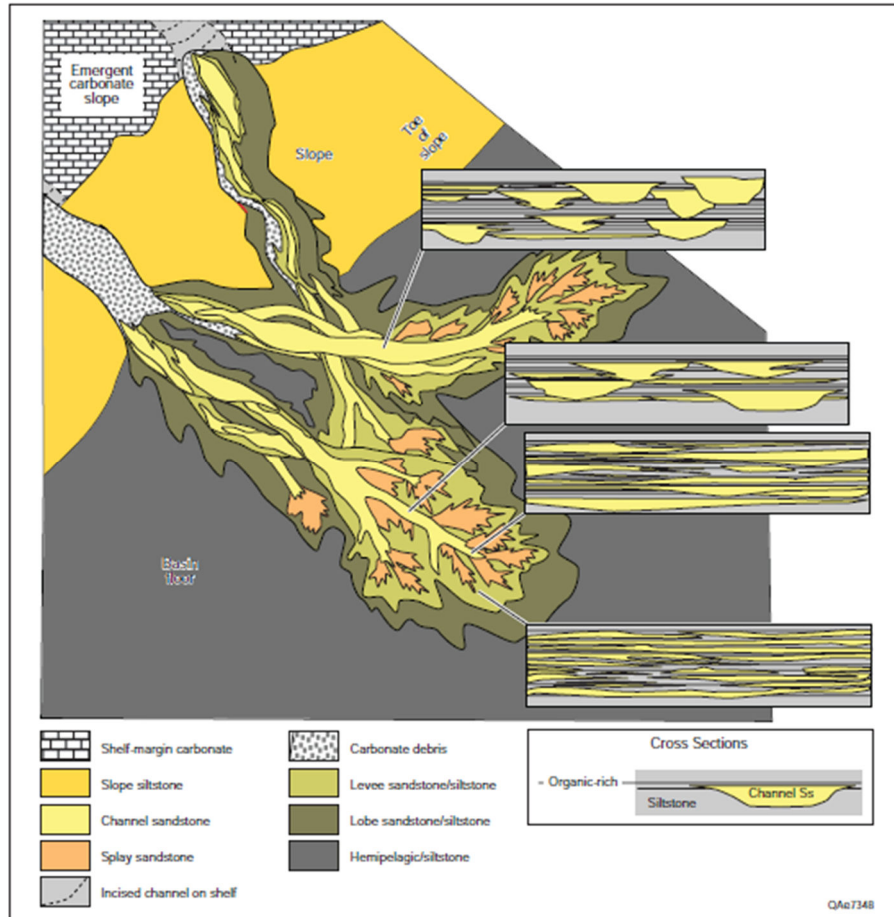 Emergent
carbonate
slope
Slope
Toe
of
slope
Basin
floor
Shelf-margin carbonate
Slope siltstone
Channel sandstone
Splay sandstone
Incised channel on shelf
Carbonate debris
Levee sandstone/siltstone
Lobe sandstone/siltstone
Hemipelagic/siltstone
Cross Sections
Organic-rich
Channel Ss
Siltstone
QAe7348